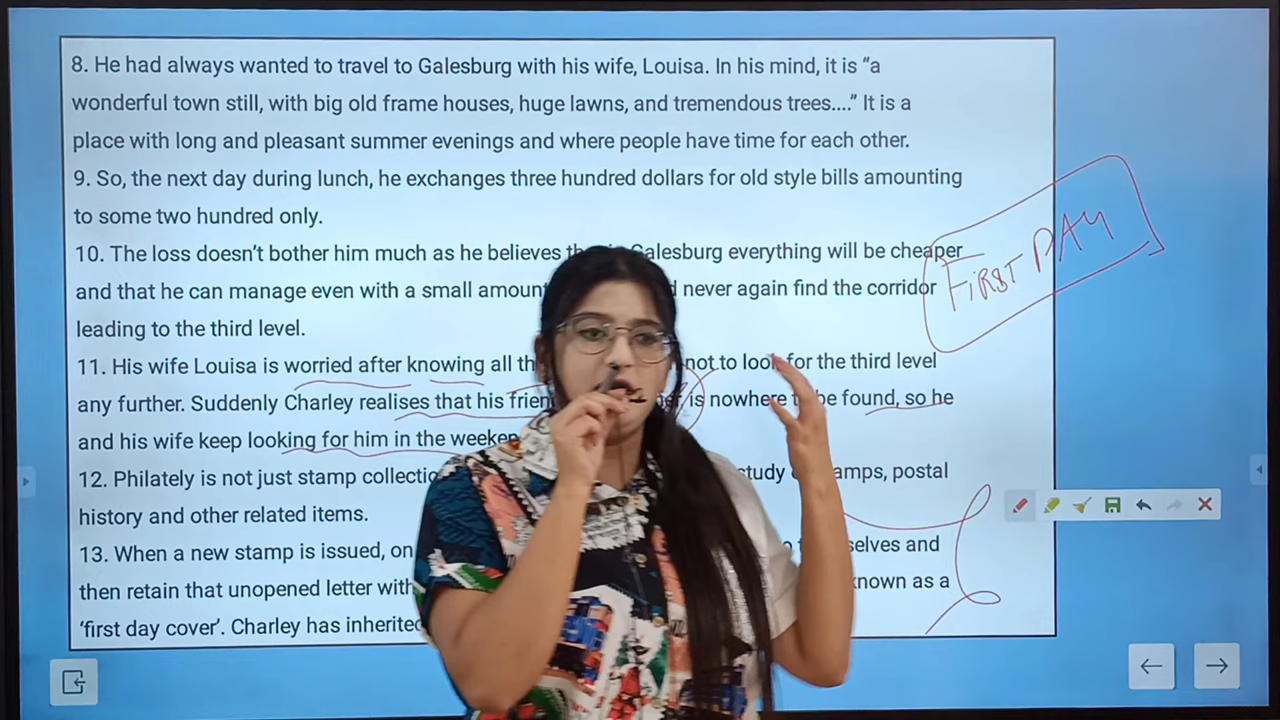 8. He had always wanted to travel to Galesburg with his wife, Louisa. In his mind, it is “a
wonderful town still, with big old frame houses, huge lawns, and tremendous trees....” It is a
place with long and pleasant summer evenings and where people have time for each other.
9. So, the next day during lunch, he exchanges three hundred dollars for old style bills amounting
to some two hundred only.
10. The loss doesn’t bother him much as he believes Galesburg everything will be cheaper
and that he can manage even with a small never again find the corridor
leading to the third level.
11. His wife Louisa is worried after knowing all not to look for the third level
any further. Suddenly Charley realises that his is nowhere to be found, so he
and his wife keep looking for him in the
12. Philately is not just stamp study stamps, postal
history and other related items.
13. When a new stamp is issued, and
then retain that unopened letter known as a
‘first day cover’. Charley has inherited
FIRST DAY